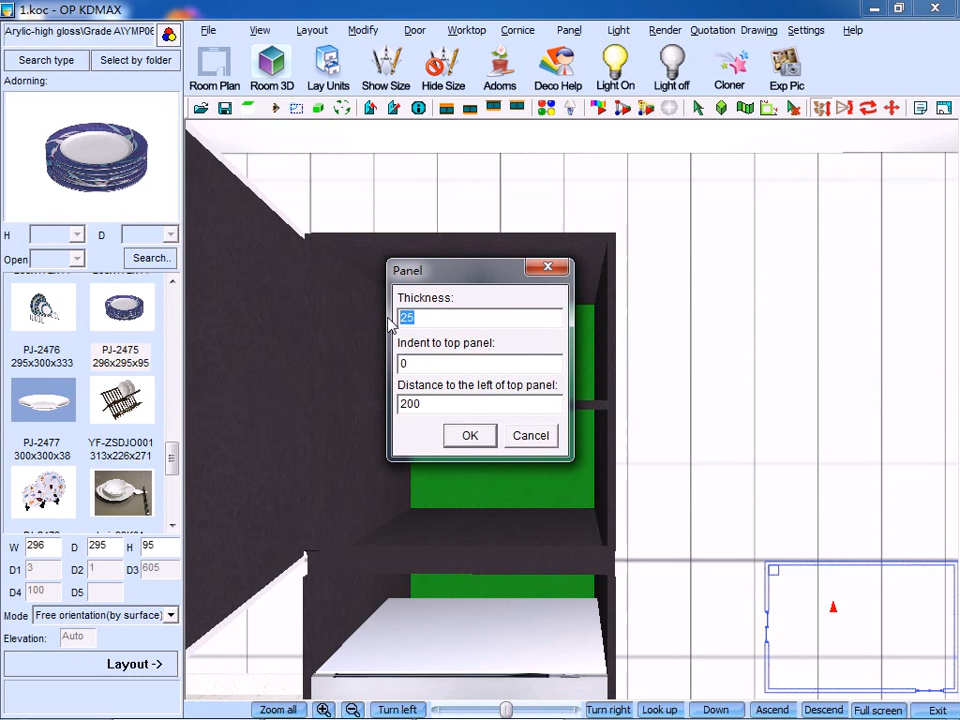 1.koc - OP KDMAX
Arylic-high gloss\Grade A\YMP06
File View Layout Modify Door Worktop Cornice Panel Light Render Quotation Drawing Settings Help
Search type Select by folder
Room Plan Room 3D Lay Units Show Size Hide Size Adorns Deco Help Light On Light off Cloner Exp Pic
Adorning:
H D
Open Search..
PJ-2476 PJ-2475
295x300x333 296x295x95
PJ-2477 YF-ZSDJO001
300x300x38 313x226x271
W 296 D 295 H 95
D1 3 D2 1 D3 605
D4 100 D5
Mode Free orientation(by surface)
Elevation: Auto
Layout ->
Panel
Thickness:
25
Indent to top panel:
0
Distance to the left of top panel:
200
OK Cancel
Zoom all Turn left Turn right Look up Down Ascend Descend Full screen Exit